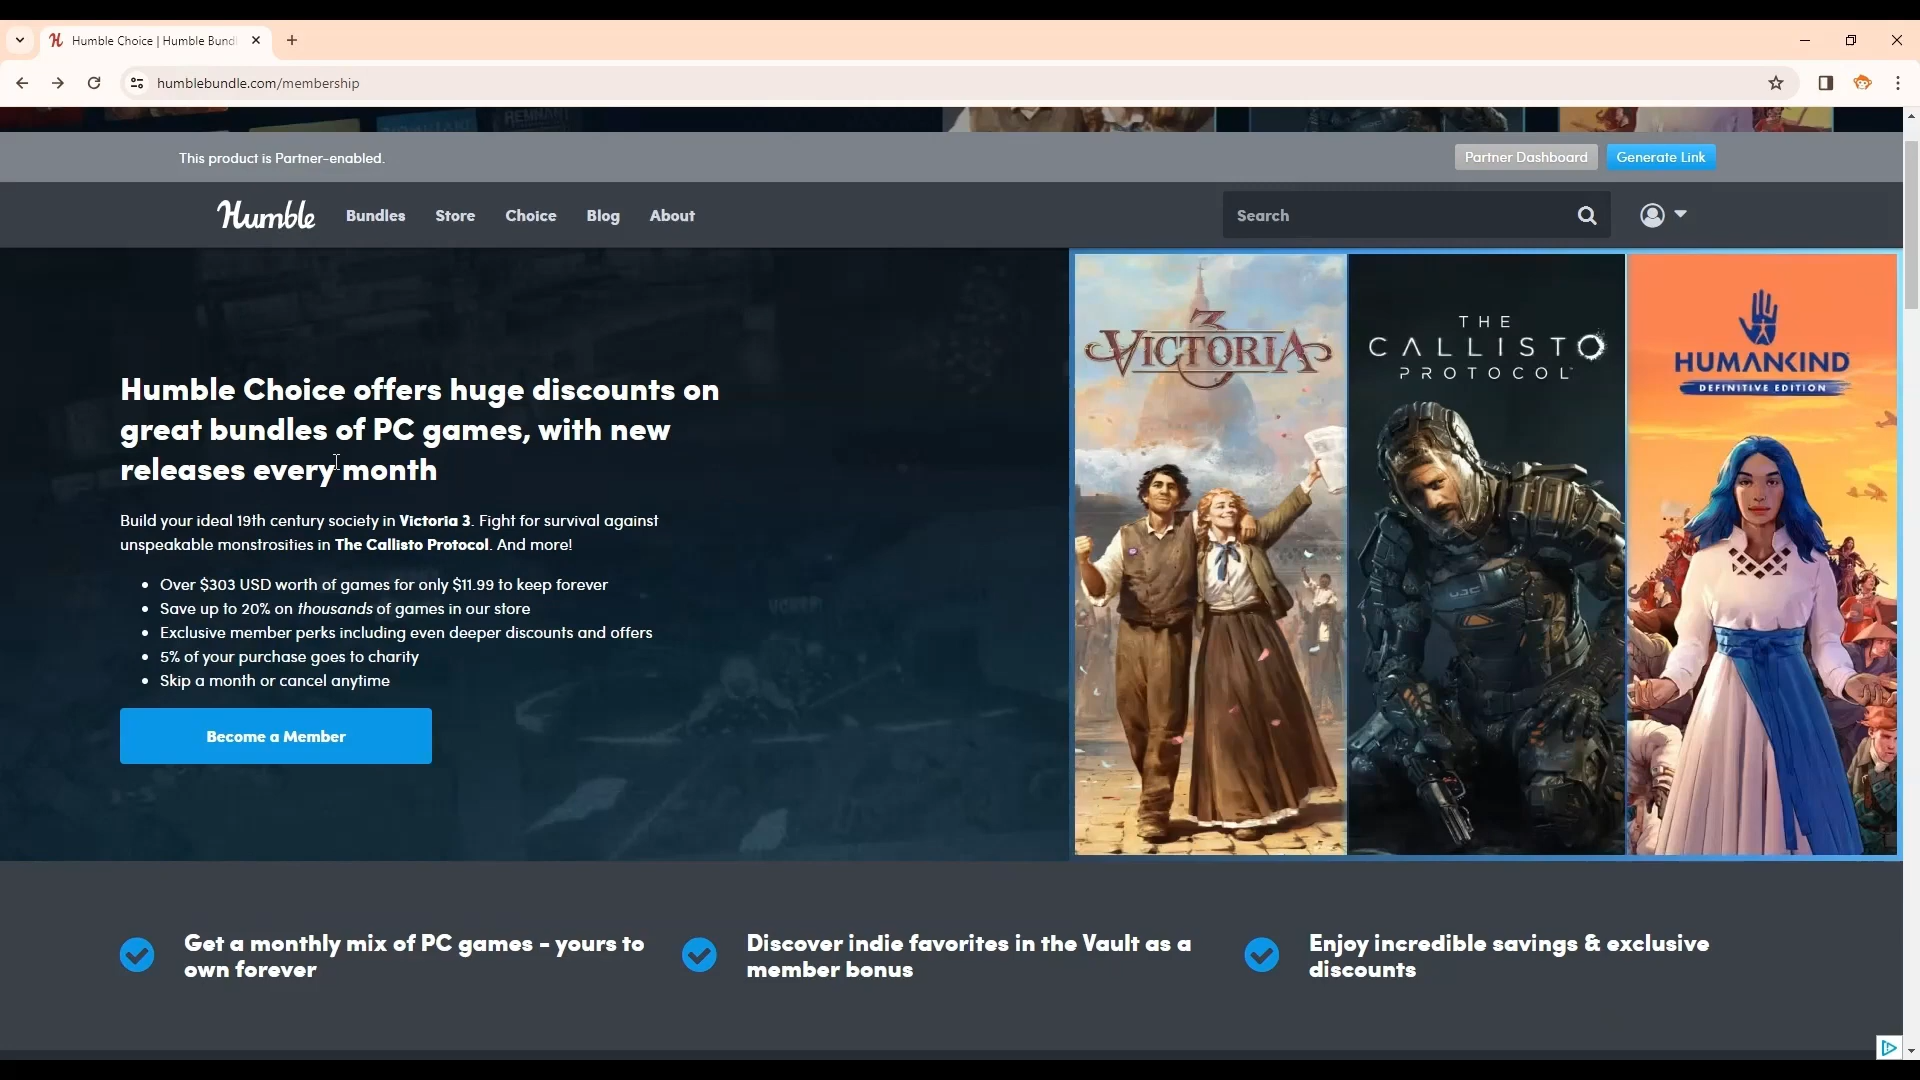 Humble Choice | Humble Bund
humblebundle.com/membership
This product is Partner-enabled.
Partner Dashboard
Generate Link
Humble
Bundles
Store
Choice
Blog
About
Search
Humble Choice offers huge discounts on
great bundles of PC games, with new
releases every month
Build your ideal 19th century society in Victoria 3. Fight for survival against
unspeakable monstrosities in The Callisto Protocol. And more!
• Over $303 USD worth of games for only $11.99 to keep forever
• Save up to 20% on thousands of games in our store
• Exclusive member perks including even deeper discounts and offers
• 5% of your purchase goes to charity
• Skip a month or cancel anytime
Become a Member
3
VICTORIA
THE
CALLISTO
PROTOCOL
HUMANKIND
DEFINITIVE EDITION
Get a monthly mix of PC games - yours to
own forever
Discover indie favorites in the Vault as a
member bonus
Enjoy incredible savings & exclusive
discounts